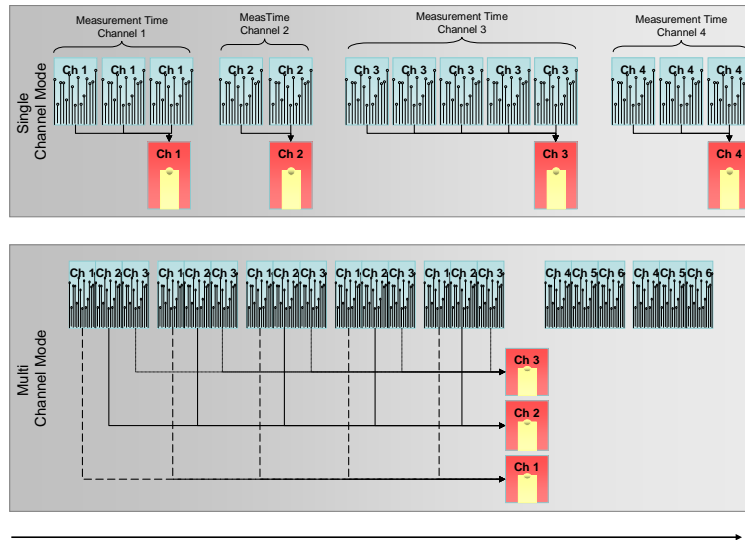 Measurement Time
Channel 1
MeasTime
Channel 2
Measurement Time
Channel 3
Measurement Time
Channel 4
Single
Channel Mode
Ch 1 Ch 1 Ch 1 Ch 2 Ch 2 Ch 3 Ch 3 Ch 3 Ch 3 Ch 3 Ch 4 Ch 4 Ch 4
Ch 1 Ch 2 Ch 3 Ch 4
Multi
Channel Mode
Ch 1 Ch 2 Ch 3 Ch 1 Ch 2 Ch 3 Ch 1 Ch 2 Ch 3 Ch 1 Ch 2 Ch 3 Ch 1 Ch 2 Ch 3 Ch 4 Ch 5 Ch 6 Ch 4 Ch 5 Ch 6
Ch 3
Ch 2
Ch 1